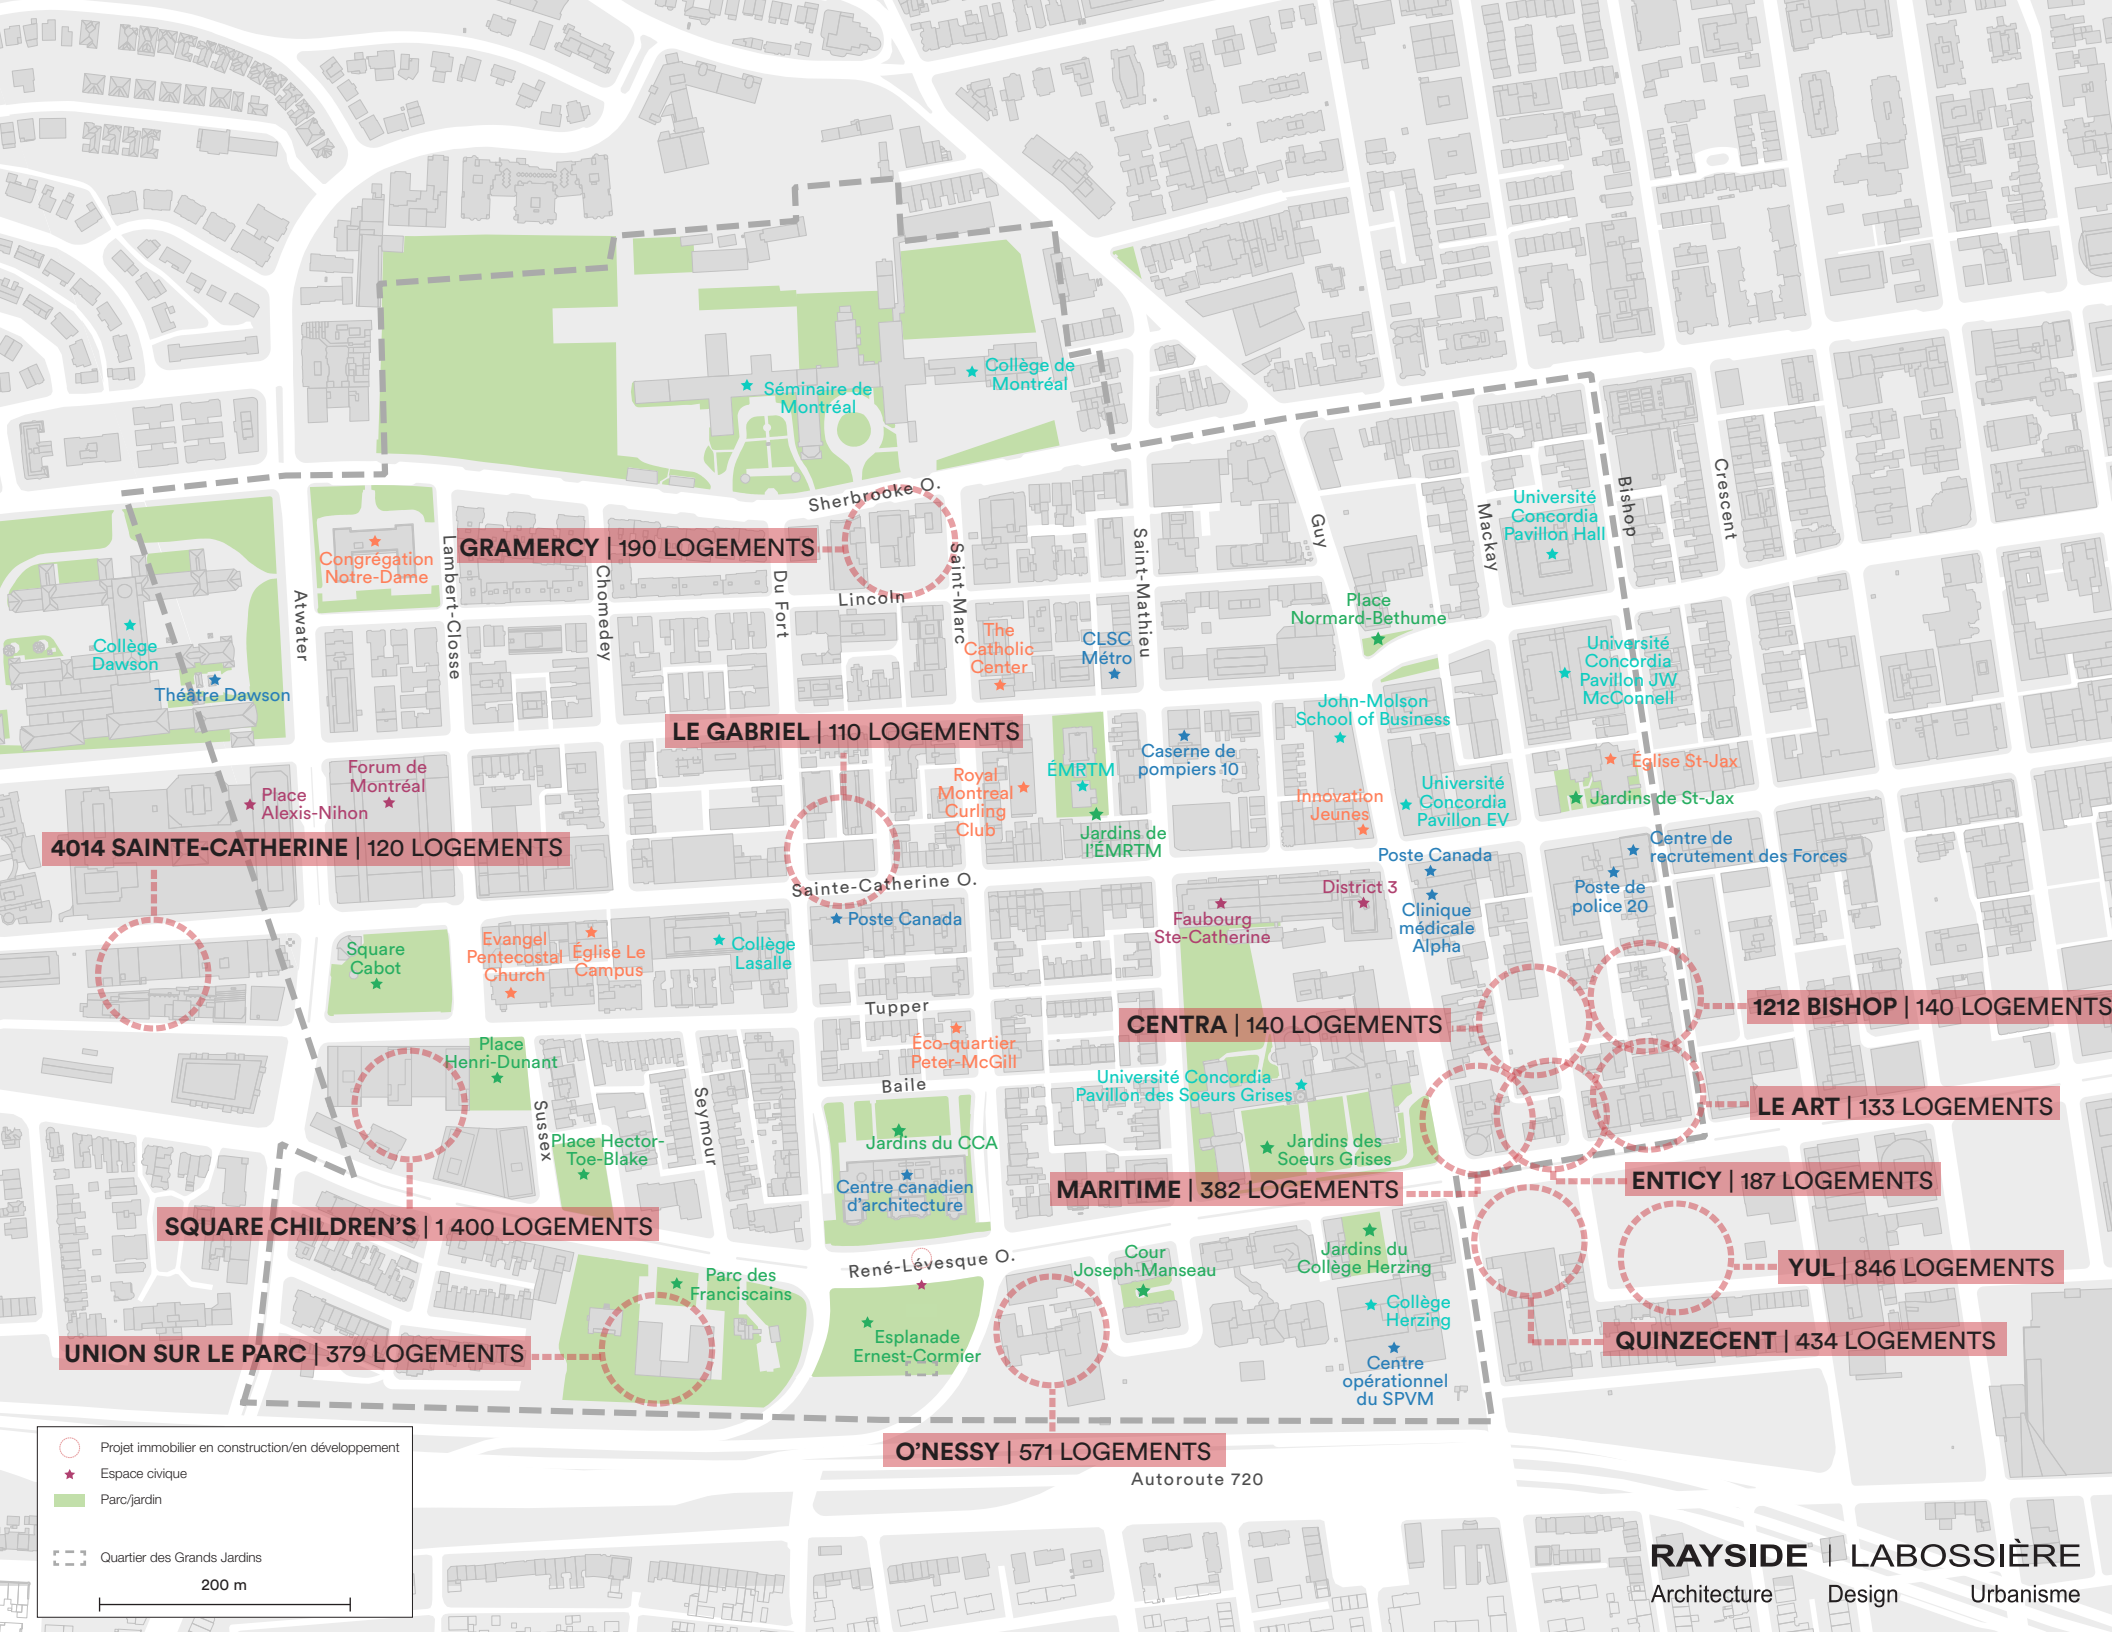 Collège de
Montréal
Séminaire de
Montréal
Sherbrooke O.
Université
Concordia
Pavillon Hall
Bishop
Crescent
Mackay
Guy
Saint-Mathieu
Saint-Marc
Du Fort
Chomedey
Lambert-Closse
Atwater
GRAMERCY | 190 LOGEMENTS
Congrégation
Notre-Dame
Lincoln
Place
Normard-Bethume
The
Catholic
Center
CLSC
Métro
Collège
Dawson
Théâtre Dawson
Université
Concordia
Pavillon JW
McConnell
John-Molson
School of Business
LE GABRIEL | 110 LOGEMENTS
Caserne de
pompiers 10
Église St-Jax
Forum de
Montréal
Place
Alexis-Nihon
Royal
Montreal
Curling
Club
ÉMRTM
Jardins de
l'ÉMRTM
Innovation
Jeunes
Université
Concordia
Pavillon EV
Jardins de St-Jax
4014 SAINTE-CATHERINE | 120 LOGEMENTS
Poste Canada
Centre de
recrutement des Forces
Sainte-Catherine O.
District 3
Poste de
police 20
Faubourg
Ste-Catherine
Clinique
médicale
Alpha
Poste Canada
Square
Cabot
Evangel
Pentecostal
Church
Église Le
Campus
Collège
Lasalle
Tupper
CENTRA | 140 LOGEMENTS
1212 BISHOP | 140 LOGEMENTS
Place
Henri-Dunant
Éco-quartier
Peter-McGill
Baile
Université Concordia
Pavillon des Soeurs Grises
Seymour
Sussex
LE ART | 133 LOGEMENTS
Place Hector-
Toe-Blake
Jardins du CCA
Jardins des
Soeurs Grises
Centre canadien
d'architecture
MARITIME | 382 LOGEMENTS
ENTICY | 187 LOGEMENTS
SQUARE CHILDREN'S | 1 400 LOGEMENTS
René-Lévesque O.
Cour
Joseph-Manseau
Jardins du
Collège Herzing
YUL | 846 LOGEMENTS
Parc des
Franciscains
Collège
Herzing
Esplanade
Ernest-Cormier
QUINZECENT | 434 LOGEMENTS
UNION SUR LE PARC | 379 LOGEMENTS
Centre
opérationnel
du SPVM
O'NESSY | 571 LOGEMENTS
Autoroute 720
Projet immobilier en construction/en développement
Espace civique
Parc/jardin
Quartier des Grands Jardins
200 m
RAYSIDE | LABOSSIÈRE
Architecture Design Urbanisme